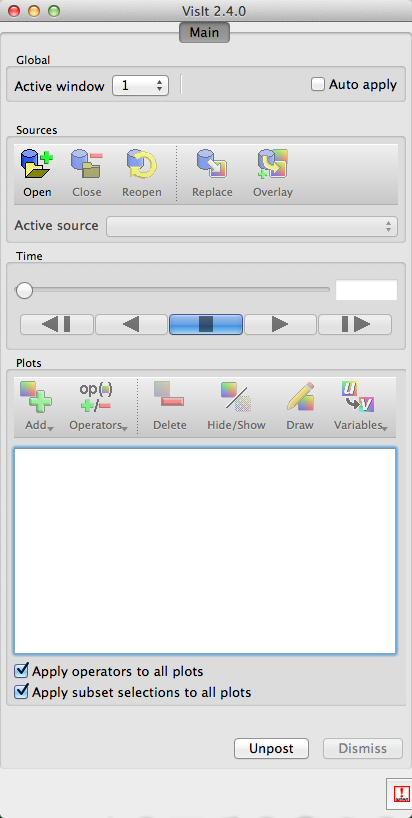 VisIt 2.4.0
Main
Global
Active window 1 Auto apply
Sources
Open Close Reopen Replace Overlay
Active source
Time
Plots
op()
Add Operators Delete Hide/Show Draw Variables
Apply operators to all plots
Apply subset selections to all plots
Unpost Dismiss